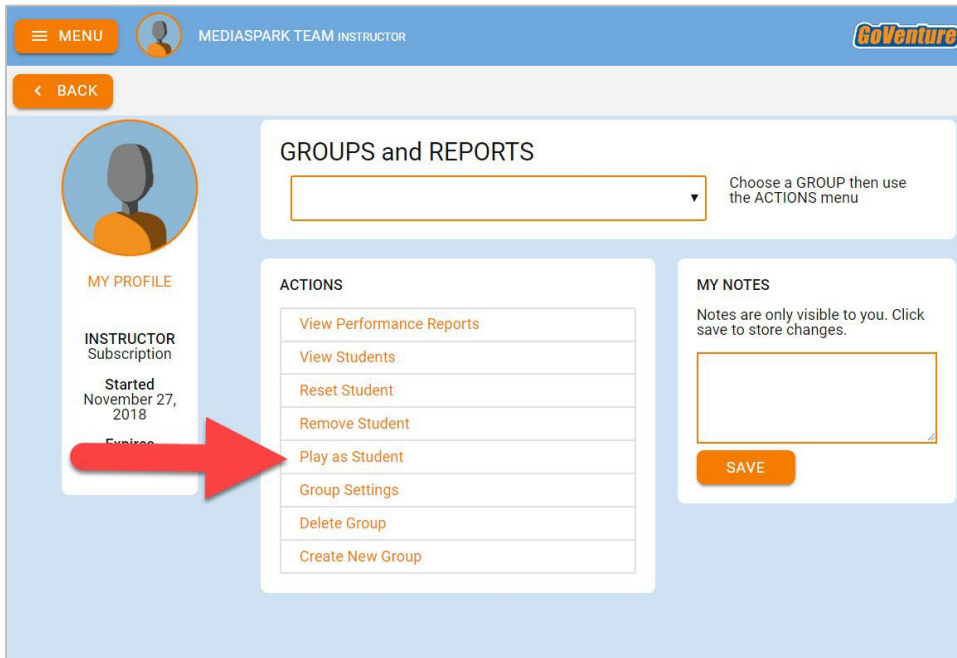 MENU
MEDIASPARK TEAM INSTRUCTOR
GoVenture
BACK
GROUPS and REPORTS
Choose a GROUP then use
the ACTIONS menu
MY PROFILE
INSTRUCTOR
Subscription
Started
November 27,
2018
Expires
ACTIONS
View Performance Reports
View Students
Reset Student
Remove Student
Play as Student
Group Settings
Delete Group
Create New Group
MY NOTES
Notes are only visible to you. Click
save to store changes.
SAVE